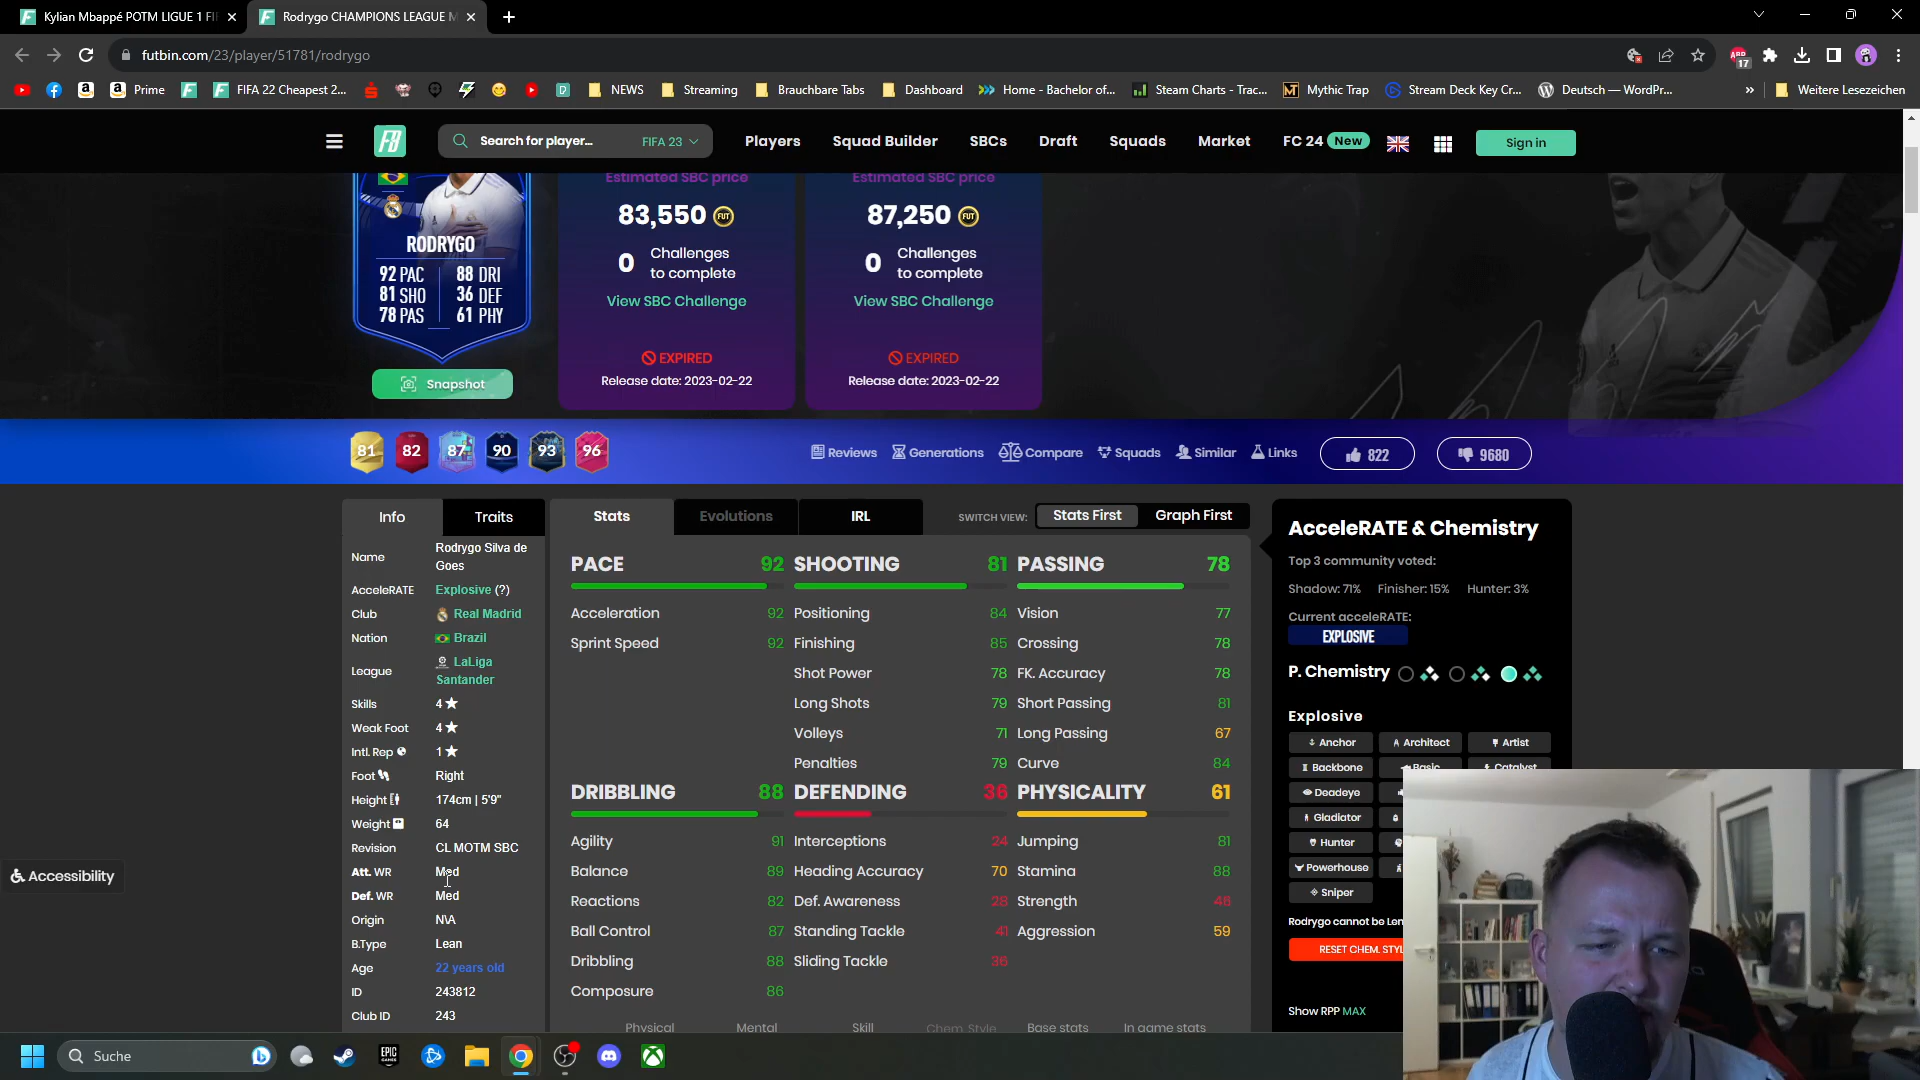 Kylian Mbappé POTM LIGUE 1 FI
Rodrygo CHAMPIONS LEAGUE M
futbin.com/23/player/51781/rodrygo
17
Prime
FIFA 22 Cheapest 2...
NEWS
Streaming
Brauchbare Tabs
Dashboard
Home - Bachelor of...
Steam Charts - Trac...
Mythic Trap
Stream Deck Key Cr...
Deutsch — WordPr...
Weitere Lesezeichen
Search for player...
FIFA 23
Players
Squad Builder
SBCs
Draft
Squads
Market
FC 24 New
Sign in
RODRYGO
92 PAC 88 DRI
81 SHO 36 DEF
78 PAS 61 PHY
Snapshot
Estimated SBC price
83,550 FUT
0 Challenges to complete
View SBC Challenge
EXPIRED
Release date: 2023-02-22
Estimated SBC price
87,250 FUT
0 Challenges to complete
View SBC Challenge
EXPIRED
Release date: 2023-02-22
81 82 87 90 93 96
Reviews Generations Compare Squads Similar Links 822 9680
Info Traits
Name Rodrygo Silva de Goes
AcceleRATE Explosive (?)
Club Real Madrid
Nation Brazil
League LaLiga Santander
Skills 4
Weak Foot 4
Intl. Rep 1
Foot Right
Height 174cm | 5'9"
Weight 64
Revision CL MOTM SBC
Att. WR Med
Def. WR Med
Origin N\A
B.Type Lean
Age 22 years old
ID 243812
Club ID 243
Stats Evolutions IRL SWITCH VIEW: Stats First Graph First
PACE 92
Acceleration 92
Sprint Speed 92
SHOOTING 81
Positioning 84
Finishing 85
Shot Power 78
Long Shots 79
Volleys 71
Penalties 79
PASSING 78
Vision 77
Crossing 78
FK. Accuracy 78
Short Passing 81
Long Passing 67
Curve 84
DRIBBLING 88
Agility 91
Balance 89
Reactions 82
Ball Control 87
Dribbling 88
Composure 86
DEFENDING 36
Interceptions 24
Heading Accuracy 70
Def. Awareness 28
Standing Tackle 41
Sliding Tackle 36
PHYSICALITY 61
Jumping 81
Stamina 88
Strength 46
Aggression 59
Physical Mental Skill Chem. Style Base stats In game stats
AcceleRATE & Chemistry
Top 3 community voted:
Shadow: 71% Finisher: 15% Hunter: 3%
Current acceleRATE:
EXPLOSIVE
P. Chemistry
Explosive
Anchor Architect Artist
Backbone Basic Catalyst
Deadeye
Gladiator
Hunter
Powerhouse
Sniper
Rodrygo cannot be Len
RESET CHEM. STYL
Show RPP MAX
Accessibility
Suche
EPIC